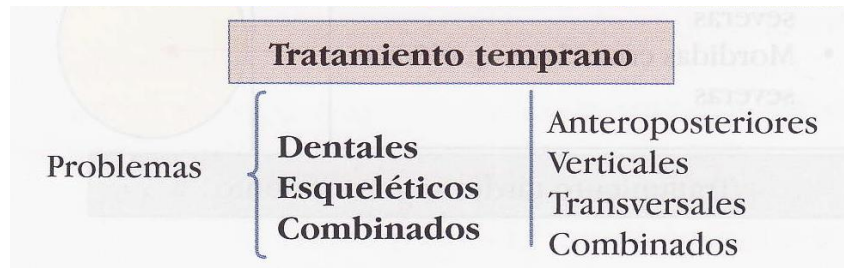 Tratamiento temprano
Problemas
Dentales
Esqueléticos
Combinados
Anteroposteriores
Verticales
Transversales
Combinados